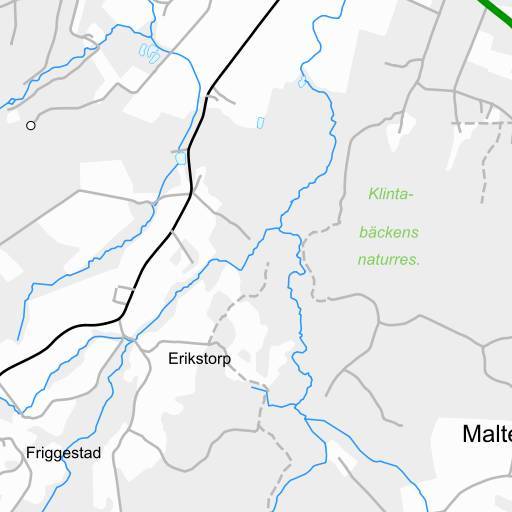 Klinta-
bäckens
naturres.
Erikstorp
Malte
Friggestad